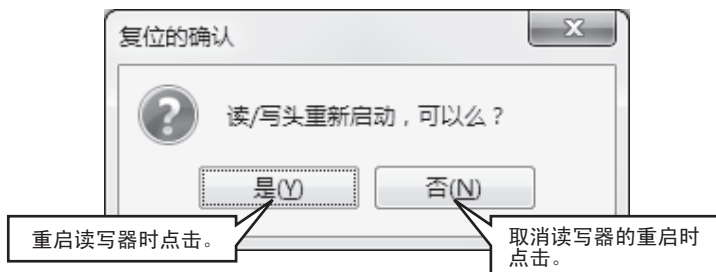 复位的确认
读/写头重新启动，可以么？
是(Y)
否(N)
重启读写器时点击。
取消读写器的重启时
点击。